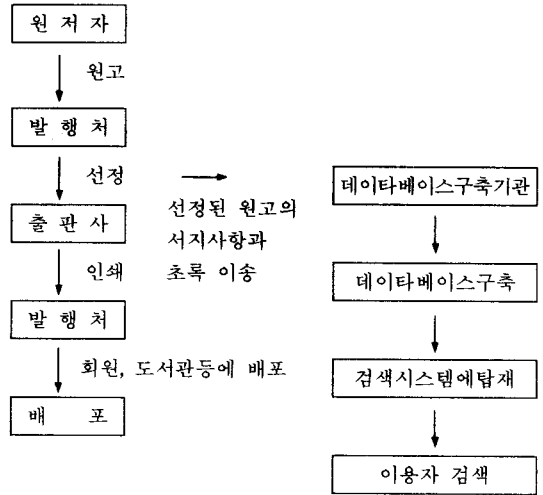 원 저 자
원고
발 행 처
선정
출 판 사
인쇄
발 행 처
회원, 도서관등에 배포
배 포
선정된 원고의
서지사항과
초록 이송
데이타베이스구축기관
데이타베이스구축
검색시스템에탑재
이용자 검색